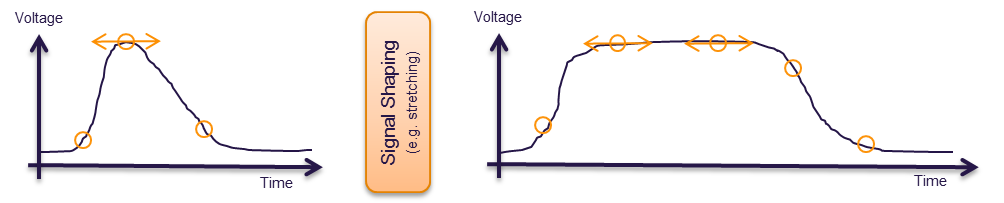 Voltage
Time
Signal Shaping
(e.g. stretching)
Voltage
Time